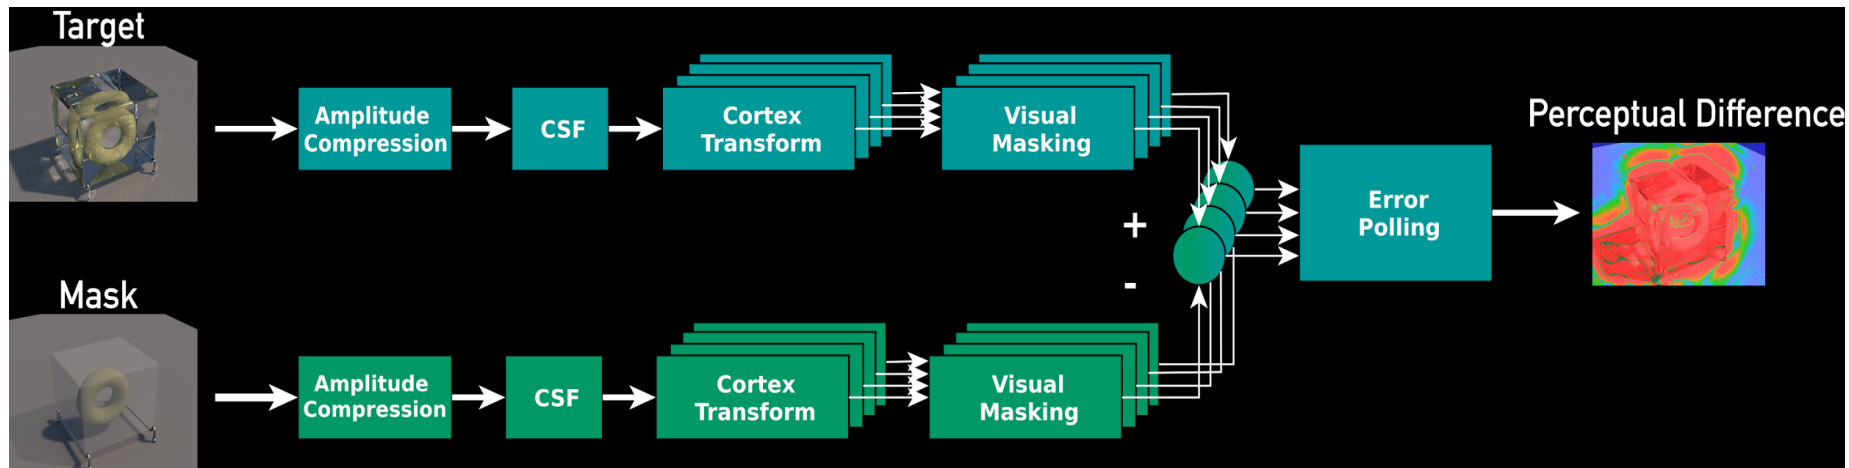 Target
Amplitude
Compression
CSF
Cortex
Transform
Visual
Masking
Perceptual Difference
Error
Polling
+
-
Mask
Amplitude
Compression
CSF
Cortex
Transform
Visual
Masking